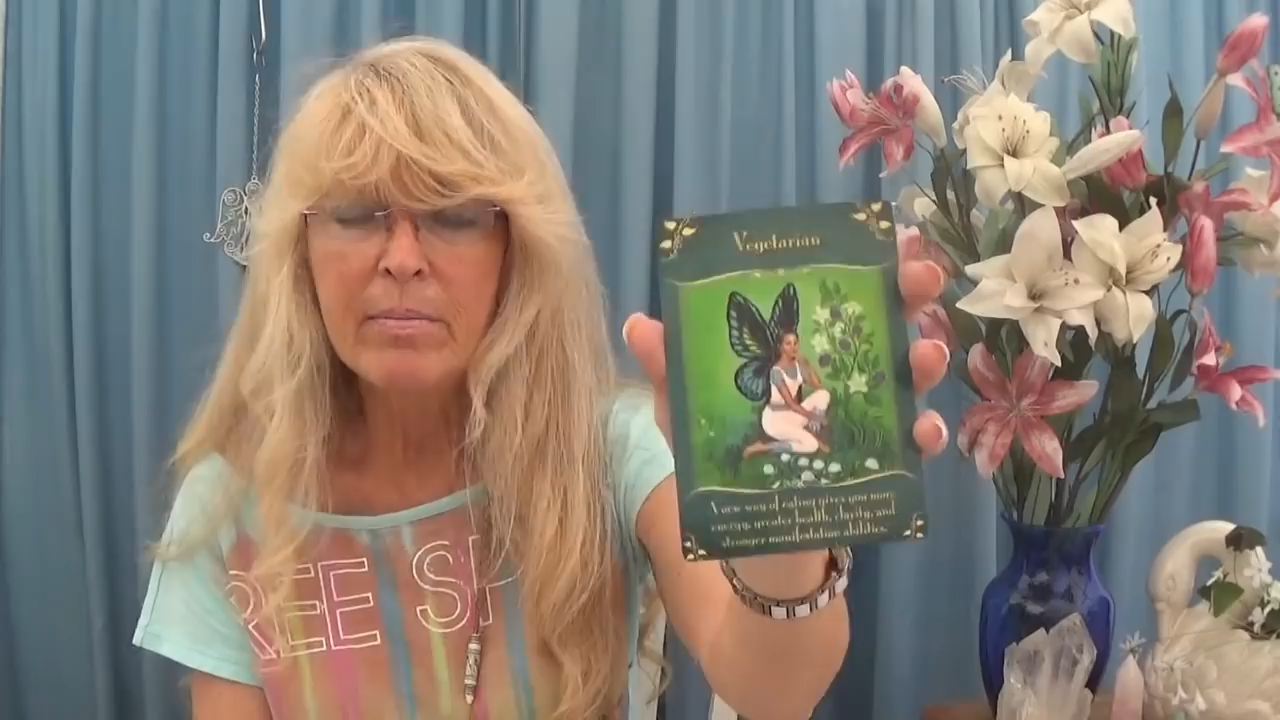 Vegetarian
A new way of eating gives you more
energy, greater health, clarity, and
stronger manifestation abilities.
REE SP